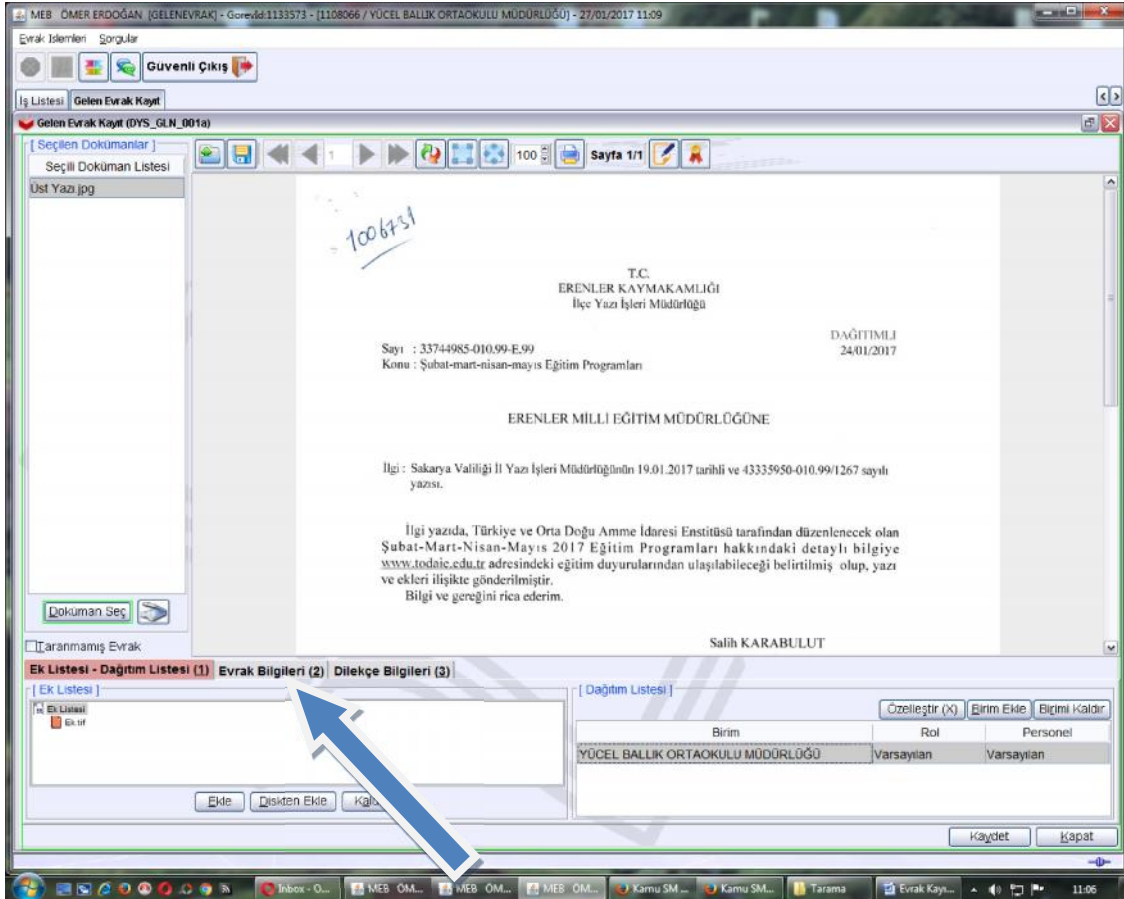 MEB ÖMER ERDOĞAN [GELENEVRAK] - GorevId:1133573 - [1108066 / YÜCEL BALLIK ORTAOKULU MÜDÜRLÜĞÜ] - 27/01/2017 11:09
Evrak Islemleri Sorgular
Güvenli Çıkış
İş Listesi Gelen Evrak Kayıt
Gelen Evrak Kayıt (DYS_GLN_001a)
[ Seçilen Dokümanlar ]
Seçili Doküman Listesi
1 100 Sayfa 1/1
Üst Yazı.jpg
1006731
T.C.
ERENLER KAYMAKAMLIĞI
İlçe Yazı İşleri Müdürlüğü
DAĞITIMLI
Sayı : 33744985-010.99-E.99 24/01/2017
Konu : Şubat-mart-nisan-mayıs Eğitim Programları
ERENLER MİLLİ EĞİTİM MÜDÜRLÜĞÜNE
İlgi : Sakarya Valiliği İl Yazı İşleri Müdürlüğünün 19.01.2017 tarihli ve 43335950-010.99/1267 sayılı
yazısı.
İlgi yazıda, Türkiye ve Orta Doğu Amme İdaresi Enstitüsü tarafından düzenlenecek olan
Şubat-Mart-Nisan-Mayıs 2017 Eğitim Programları hakkındaki detaylı bilgiye
www.todaie.edu.tr adresindeki eğitim duyurularından ulaşılabileceği belirtilmiş olup, yazı
ve ekleri ilişikte gönderilmiştir.
Bilgi ve gereğini rica ederim.
Salih KARABULUT
Doküman Seç
Taranmamış Evrak
Ek Listesi - Dağıtım Listesi (1) Evrak Bilgileri (2) Dilekçe Bilgileri (3)
[ Ek Listesi ]
Ek Listesi
Ek.tif
Ekle Diskten Ekle
[ Dağıtım Listesi ]
Özelleştir (X) Birim Ekle Birimi Kaldır
Birim Rol Personel
YÜCEL BALLIK ORTAOKULU MÜDÜRLÜĞÜ Varsayılan Varsayılan
Kaydet Kapat
Inbox - O... MEB ÖM... MEB ÖM... MEB ÖM... Kamu SM ... Kamu SM... Tarama Evrak Kayı... 11:06